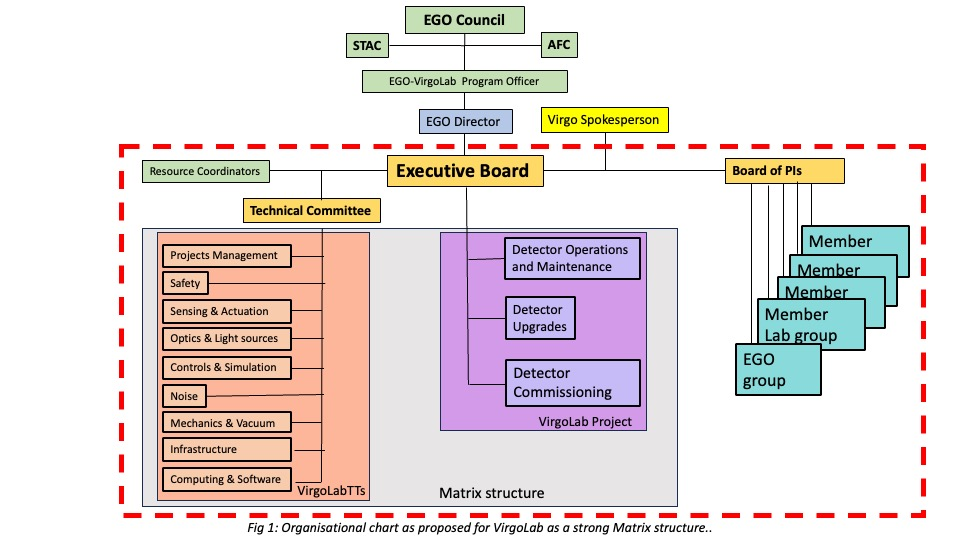 EGO Council
STAC
AFC
EGO-VirgoLab Program Officer
EGO Director
Virgo Spokesperson
Resource Coordinators
Executive Board
Board of PIs
Technical Committee
Projects Management
Safety
Sensing & Actuation
Optics & Light sources
Controls & Simulation
Noise
Mechanics & Vacuum
Infrastructure
Computing & Software
VirgoLabTTs
Detector Operations
and Maintenance
Detector
Upgrades
Detector
Commissioning
VirgoLab Project
Matrix structure
Member
Member
Member
Member
Lab group
EGO
group
Fig 1: Organisational chart as proposed for VirgoLab as a strong Matrix structure..